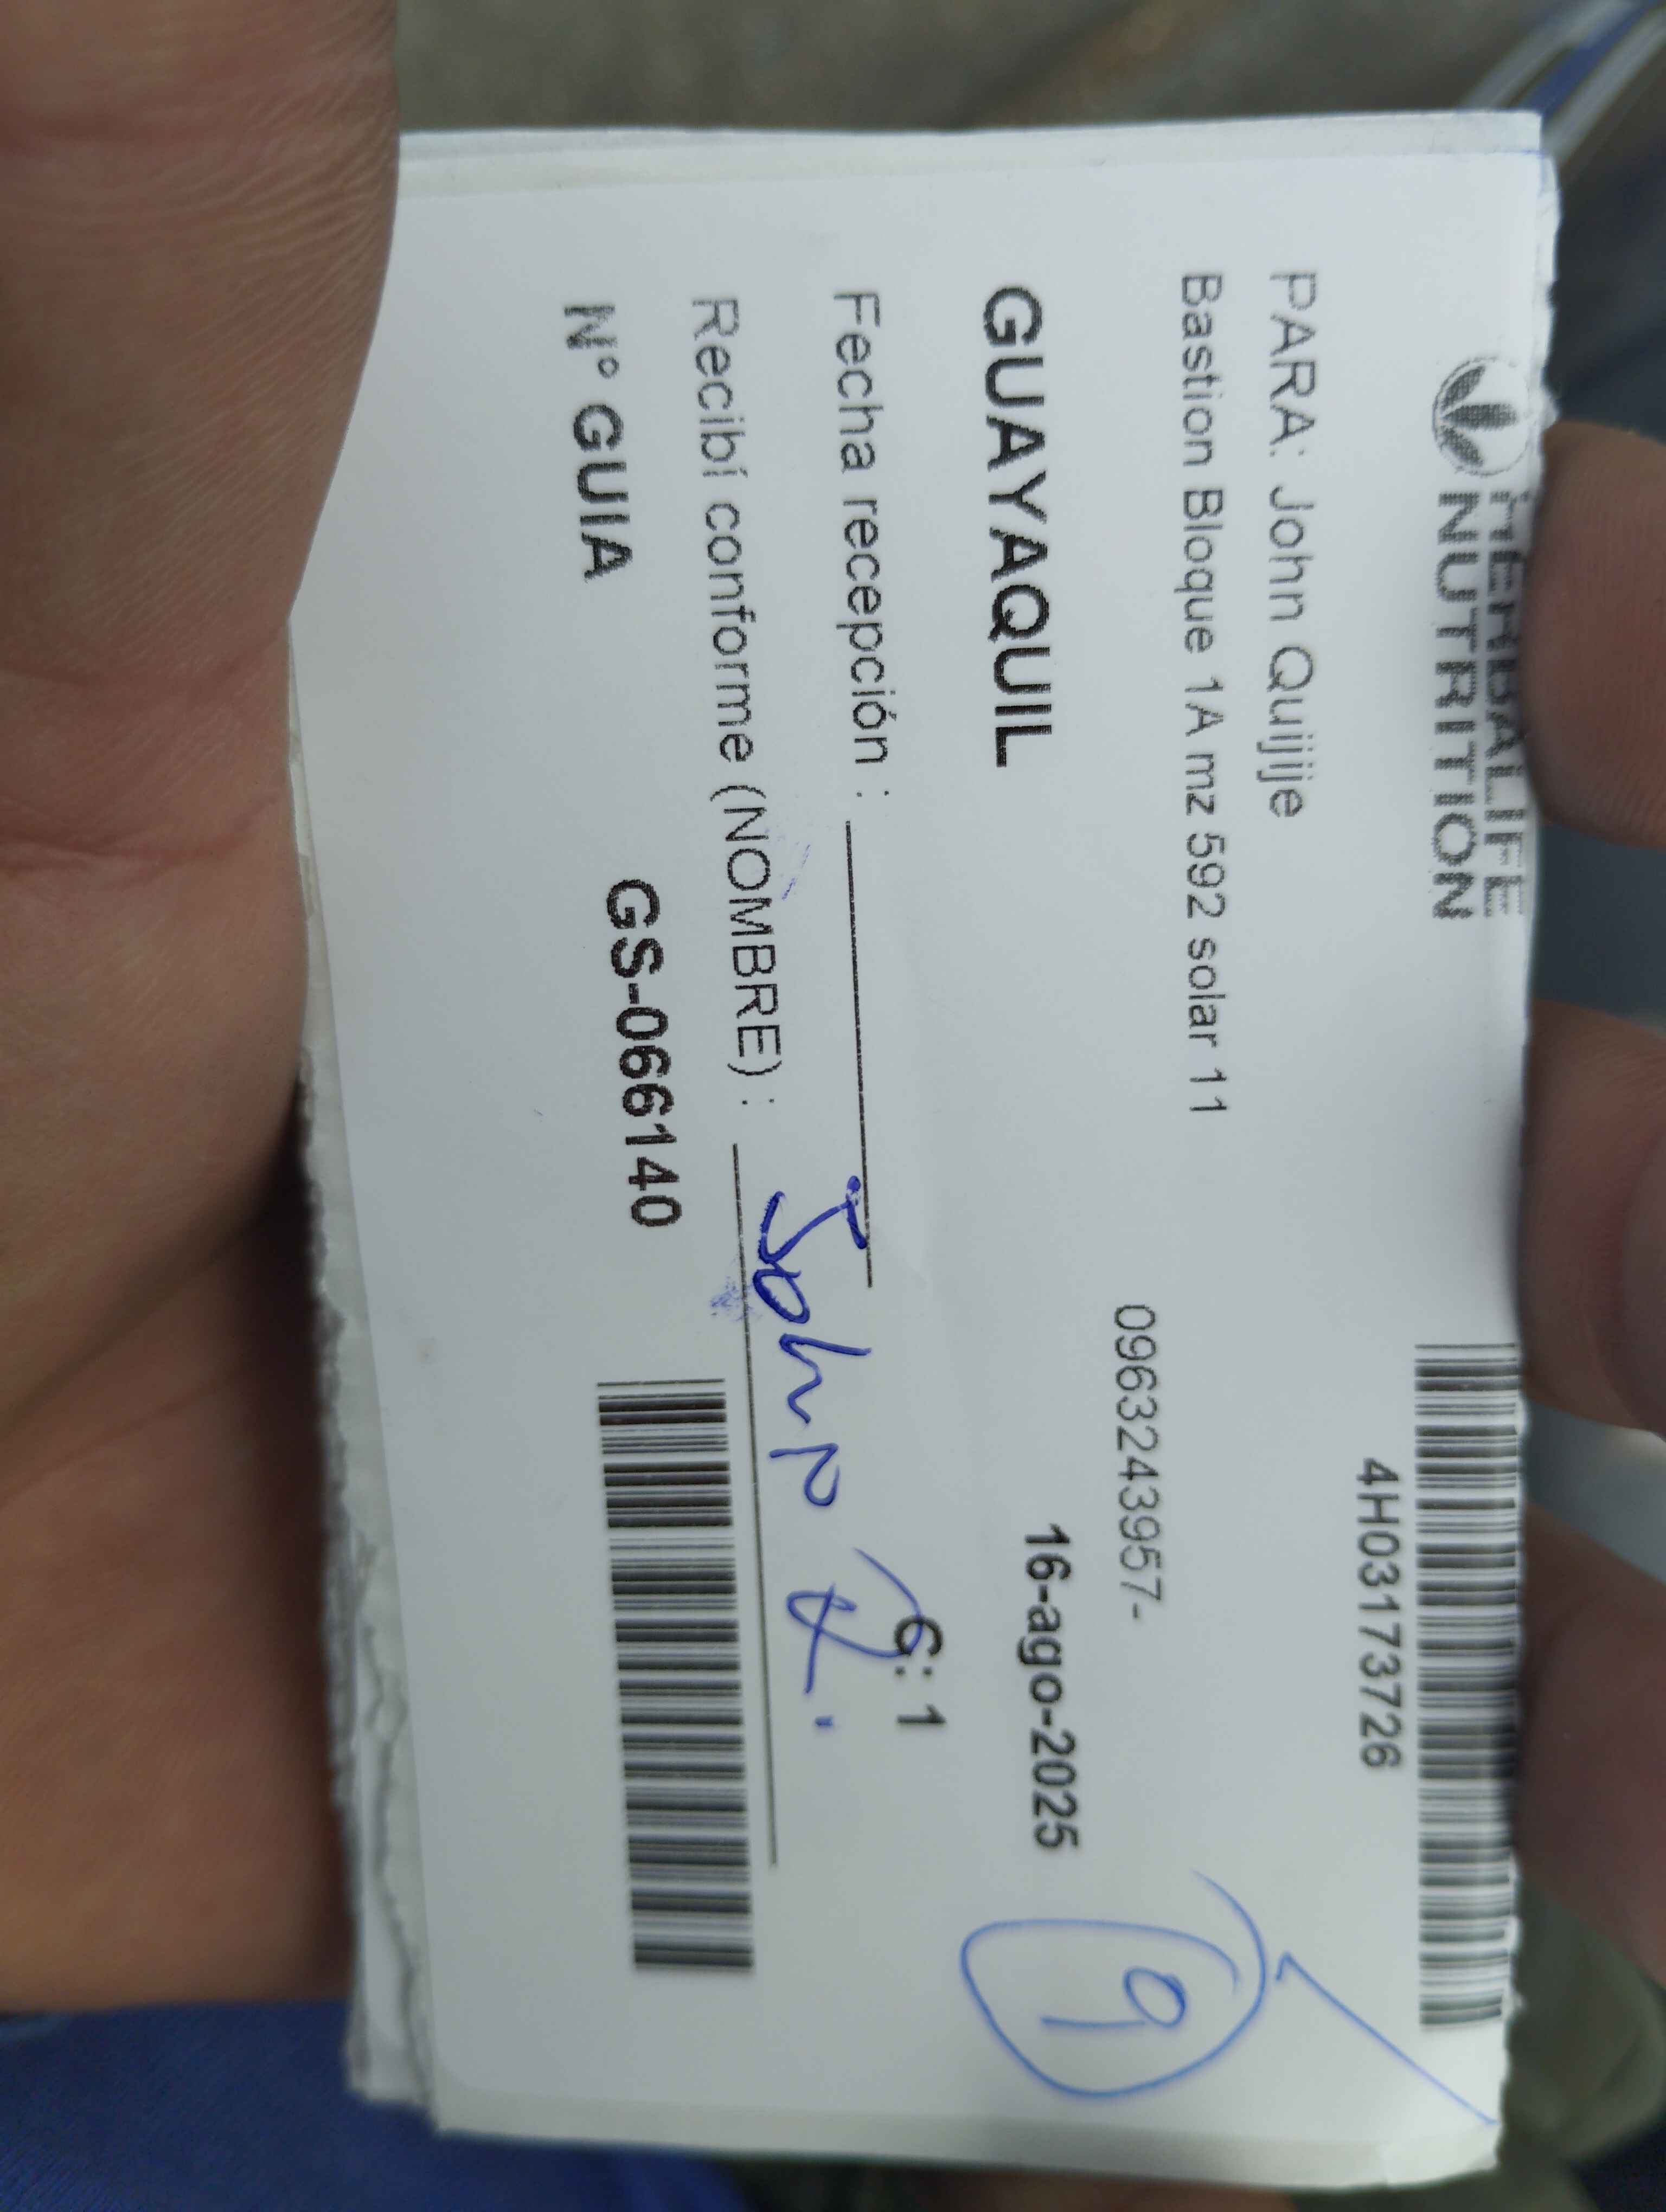 HERBALIFE
NUTRITION
4H03173726
PARA: John Quijije
Bastion Bloque 1A mz 592 solar 11
0963243957-
GUAYAQUIL 16-ago-2025
9
Fecha recepción : C: 1
Recibí conforme (NOMBRE) : John Q.
N° GUIA GS-066140